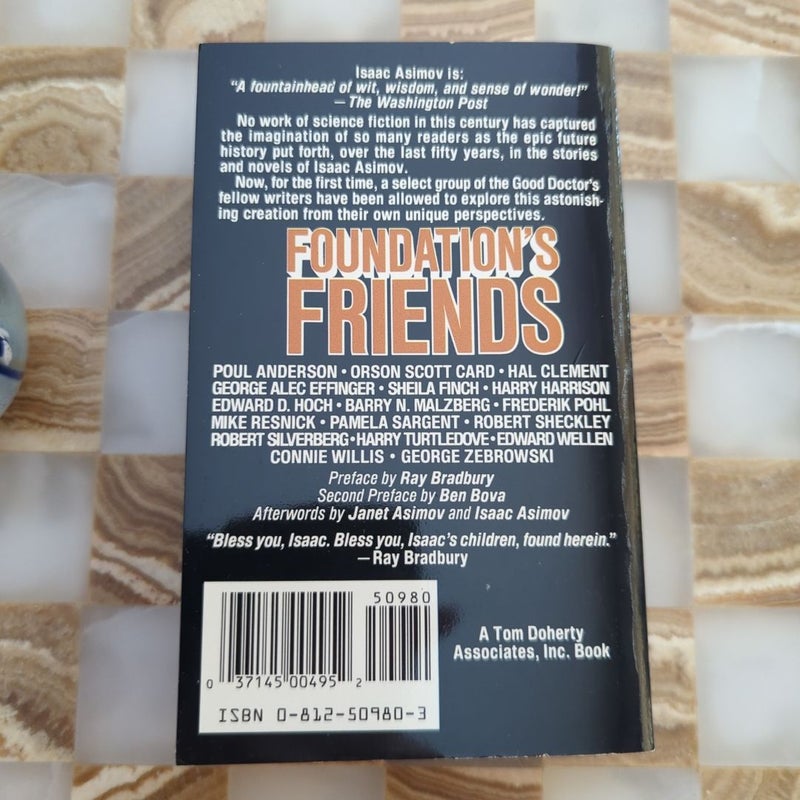 Isaac Asimov is:
"A fountainhead of wit, wisdom, and sense of wonder!"
— The Washington Post
No work of science fiction in this century has captured
the imagination of so many readers as the epic future
history put forth, over the last fifty years, in the stories
and novels of Isaac Asimov.
Now, for the first time, a select group of the Good Doctor's
fellow writers have been allowed to explore this astonish-
ing creation from their own unique perspectives.
FOUNDATION'S
FRIENDS
POUL ANDERSON • ORSON SCOTT CARD • HAL CLEMENT
GEORGE ALEC EFFINGER • SHEILA FINCH • HARRY HARRISON
EDWARD D. HOCH • BARRY N. MALZBERG • FREDERIK POHL
MIKE RESNICK • PAMELA SARGENT • ROBERT SHECKLEY
ROBERT SILVERBERG • HARRY TURTLEDOVE • EDWARD WELLEN
CONNIE WILLIS • GEORGE ZEBROWSKI
Preface by Ray Bradbury
Second Preface by Ben Bova
Afterwords by Janet Asimov and Isaac Asimov
"Bless you, Isaac. Bless you, Isaac's children, found herein."
— Ray Bradbury
50980
0 37145 00495 2
ISBN 0-812-50980-3
A Tom Doherty
Associates, Inc. Book